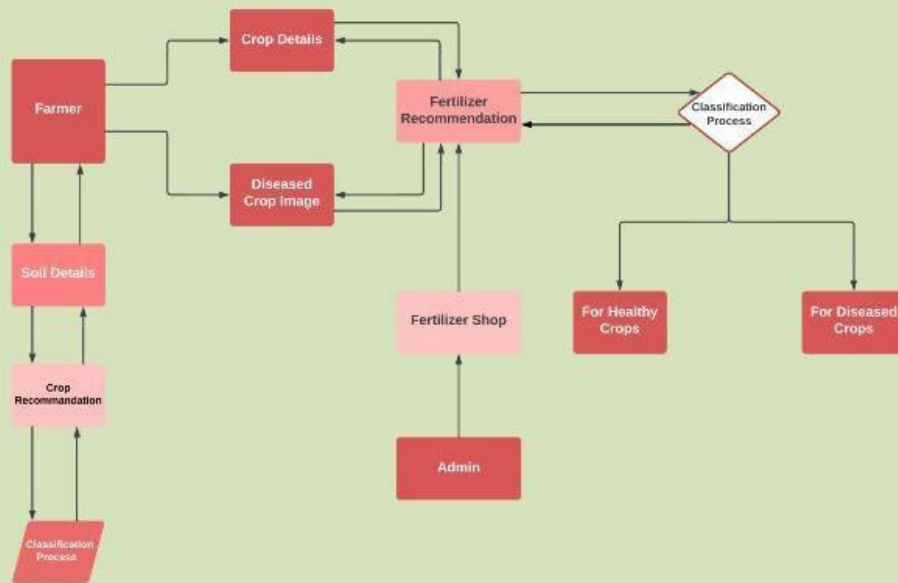 Crop Details
Farmer
Fertilizer
Recommendation
Classification
Process
Diseased
Crop Image
Soil Details
Fertilizer Shop
For Healthy
Crops
For Diseased
Crops
Crop
Recommandation
Admin
Classification
Process